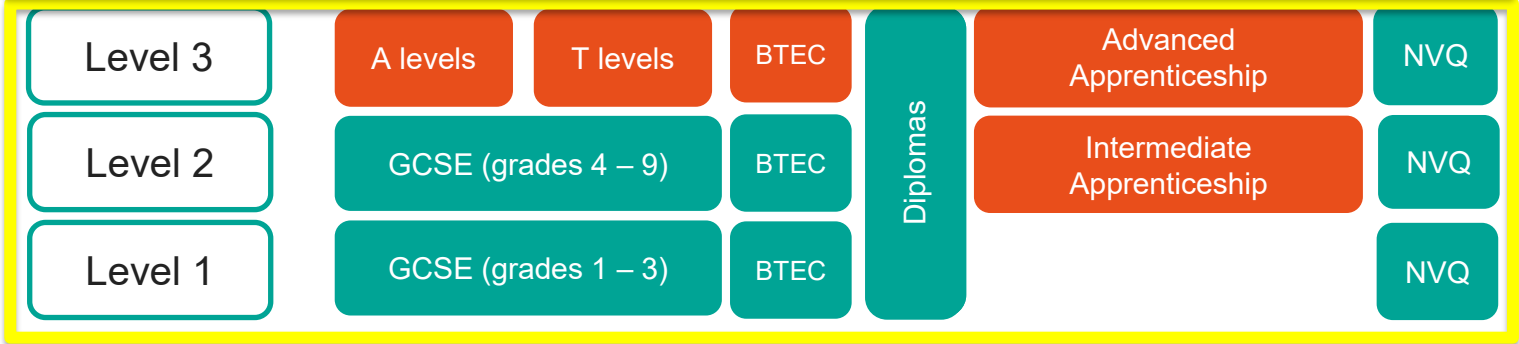 Level 3
A levels
T levels
BTEC
Advanced
Apprenticeship
NVQ
Level 2
GCSE (grades 4 – 9)
BTEC
Diplomas
Intermediate
Apprenticeship
NVQ
Level 1
GCSE (grades 1 – 3)
BTEC
NVQ